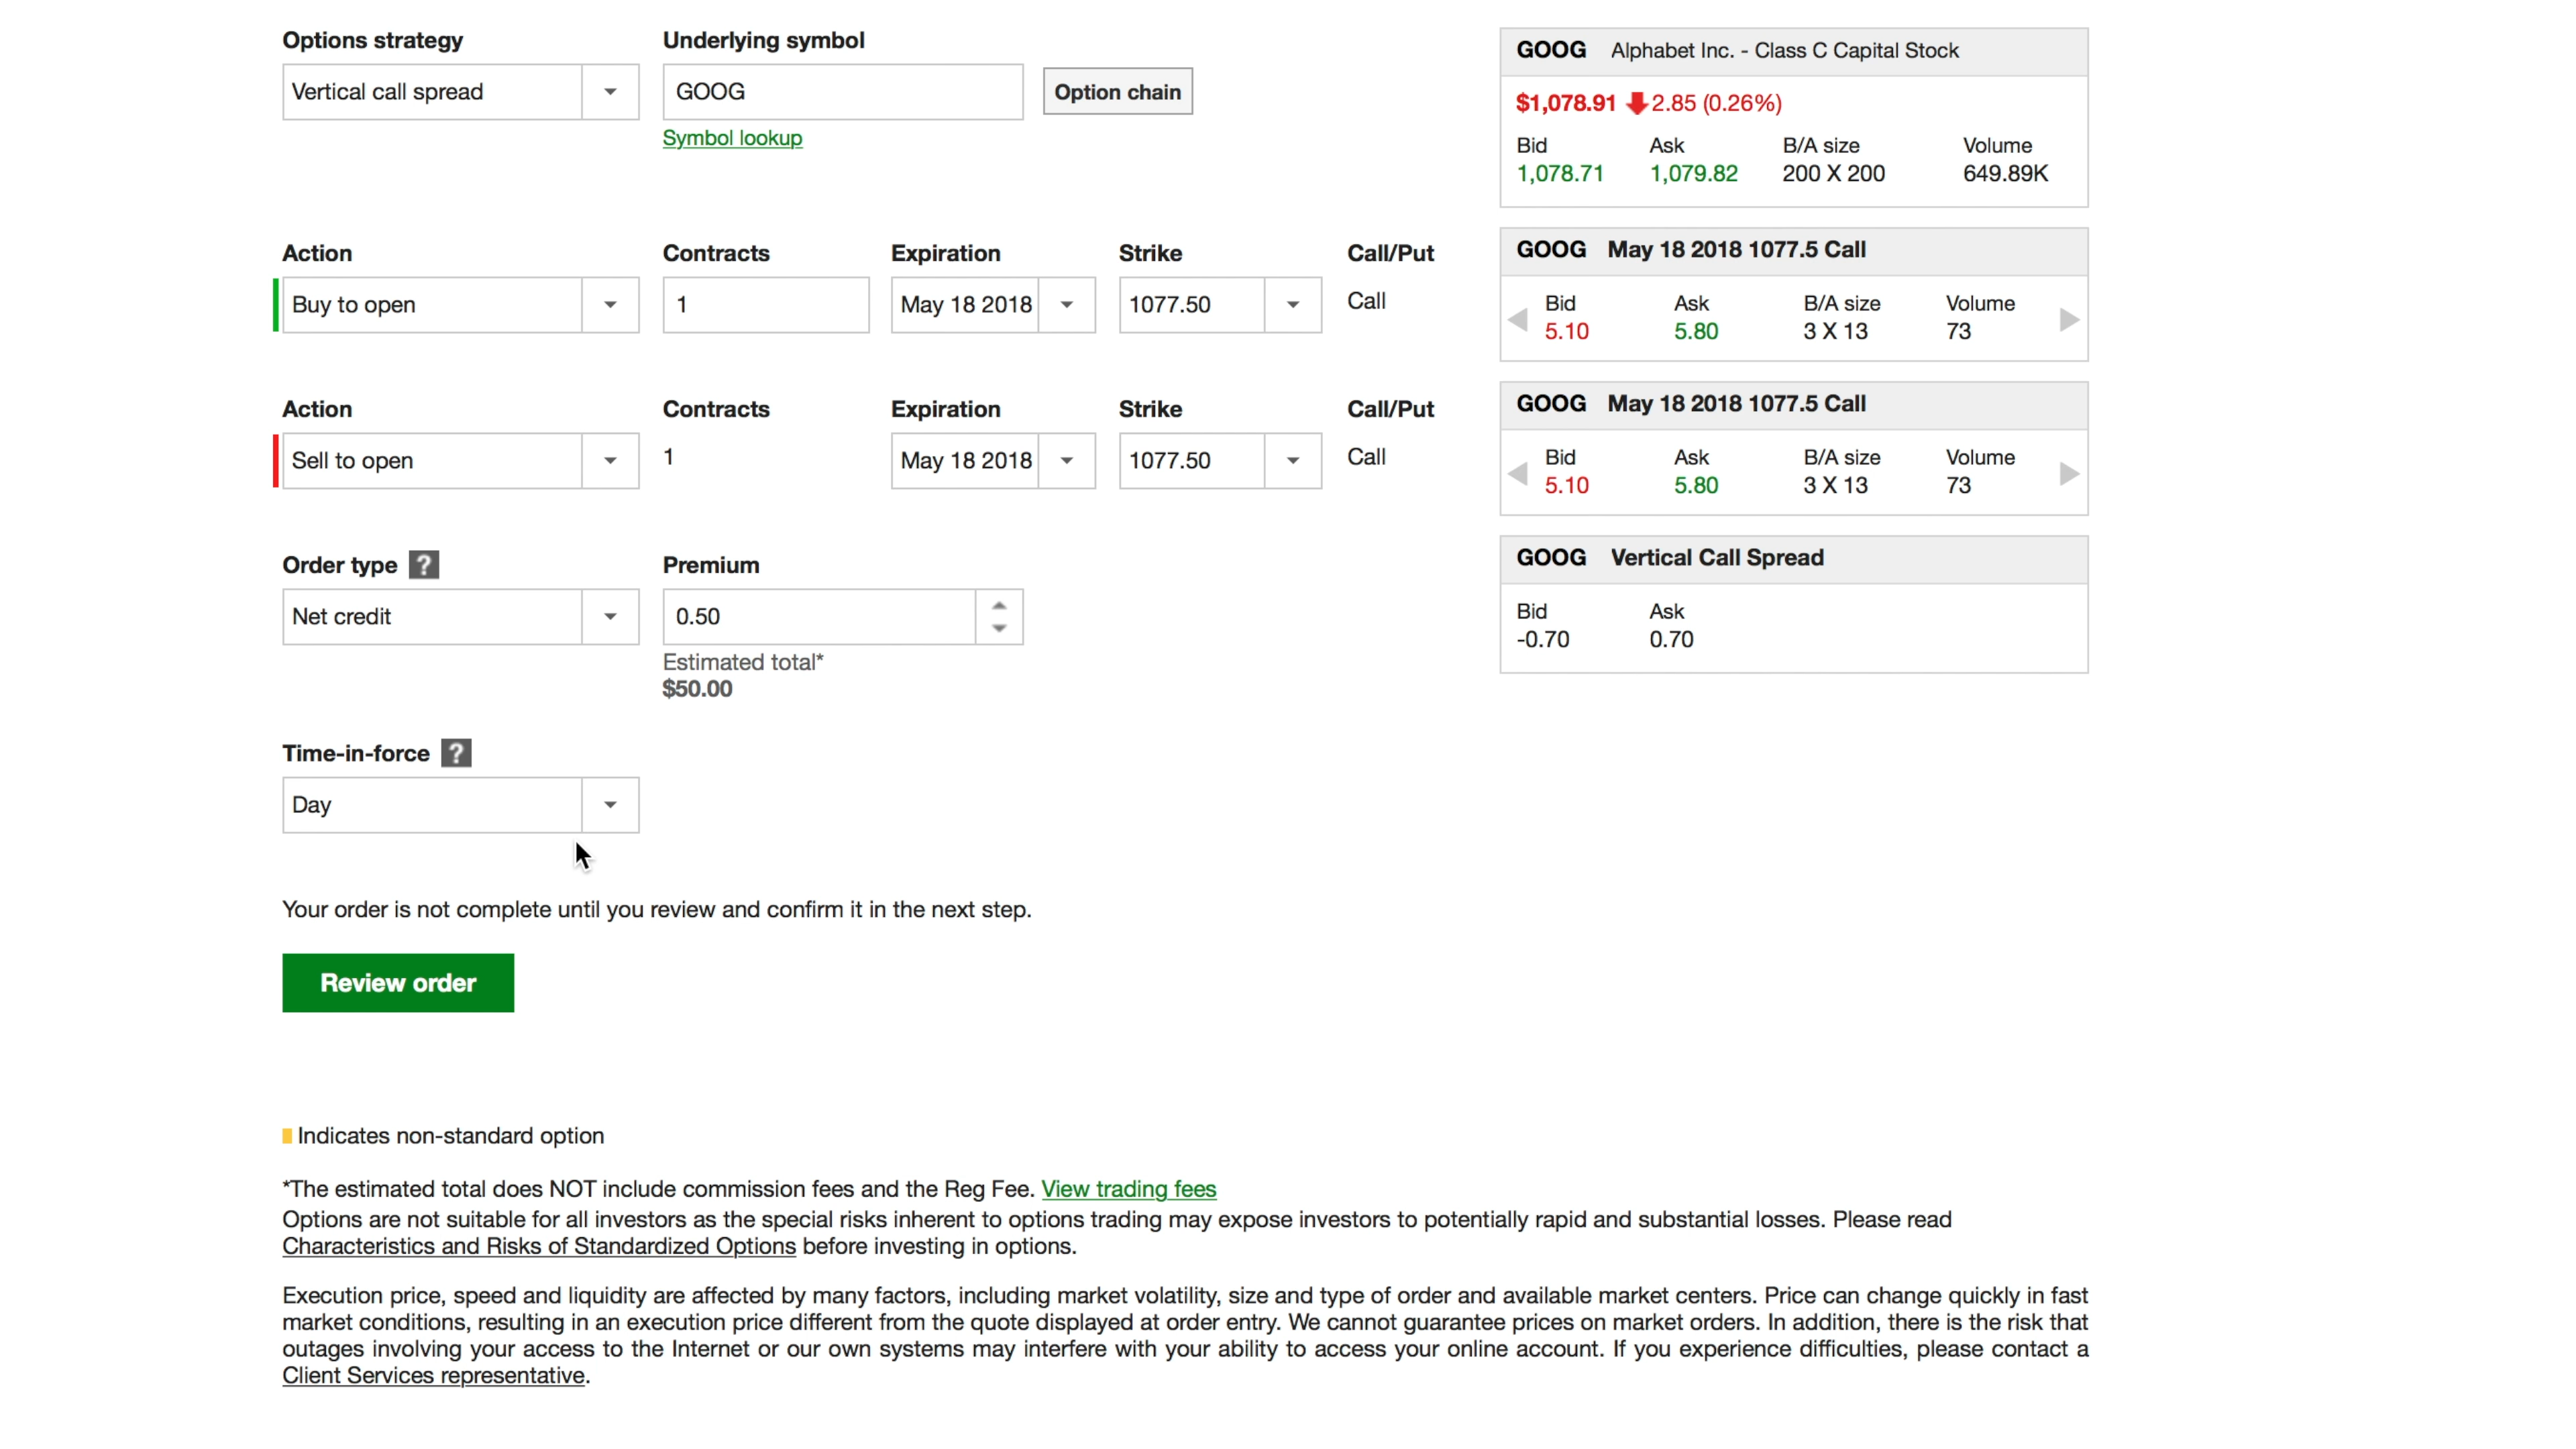 Options strategy Underlying symbol
Vertical call spread GOOG Option chain
Symbol lookup
Action Contracts Expiration Strike Call/Put
Buy to open 1 May 18 2018 1077.50 Call
Action Contracts Expiration Strike Call/Put
Sell to open 1 May 18 2018 1077.50 Call
Order type ? Premium
Net credit 0.50
Estimated total*
$50.00
Time-in-force ?
Day
Your order is not complete until you review and confirm it in the next step.
Review order
GOOG Alphabet Inc. - Class C Capital Stock
$1,078.91 2.85 (0.26%)
Bid Ask B/A size Volume
1,078.71 1,079.82 200 X 200 649.89K
GOOG May 18 2018 1077.5 Call
Bid Ask B/A size Volume
5.10 5.80 3 X 13 73
GOOG May 18 2018 1077.5 Call
Bid Ask B/A size Volume
5.10 5.80 3 X 13 73
GOOG Vertical Call Spread
Bid Ask
-0.70 0.70
Indicates non-standard option
*The estimated total does NOT include commission fees and the Reg Fee. View trading fees
Options are not suitable for all investors as the special risks inherent to options trading may expose investors to potentially rapid and substantial losses. Please read
Characteristics and Risks of Standardized Options before investing in options.
Execution price, speed and liquidity are affected by many factors, including market volatility, size and type of order and available market centers. Price can change quickly in fast
market conditions, resulting in an execution price different from the quote displayed at order entry. We cannot guarantee prices on market orders. In addition, there is the risk that
outages involving your access to the Internet or our own systems may interfere with your ability to access your online account. If you experience difficulties, please contact a
Client Services representative.